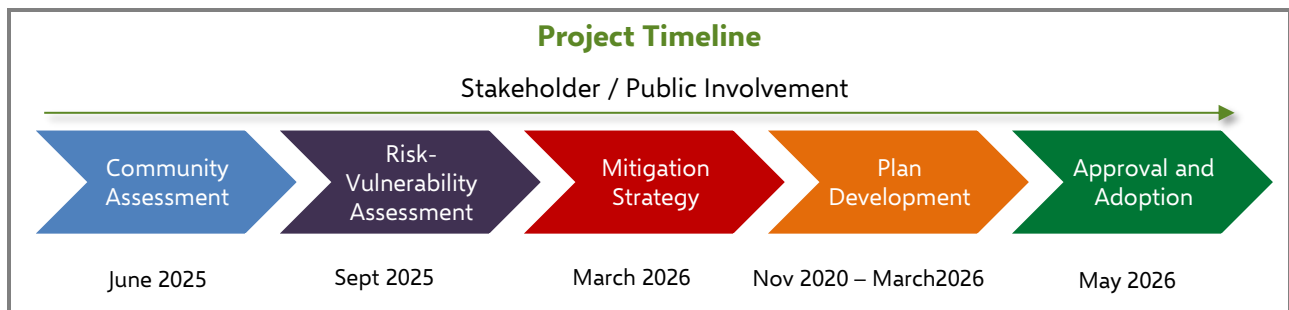 Project Timeline
Stakeholder / Public Involvement
Community
Assessment
Risk-
Vulnerability
Assessment
Mitigation
Strategy
Plan
Development
Approval and
Adoption
June 2025
Sept 2025
March 2026
Nov 2020 – March2026
May 2026